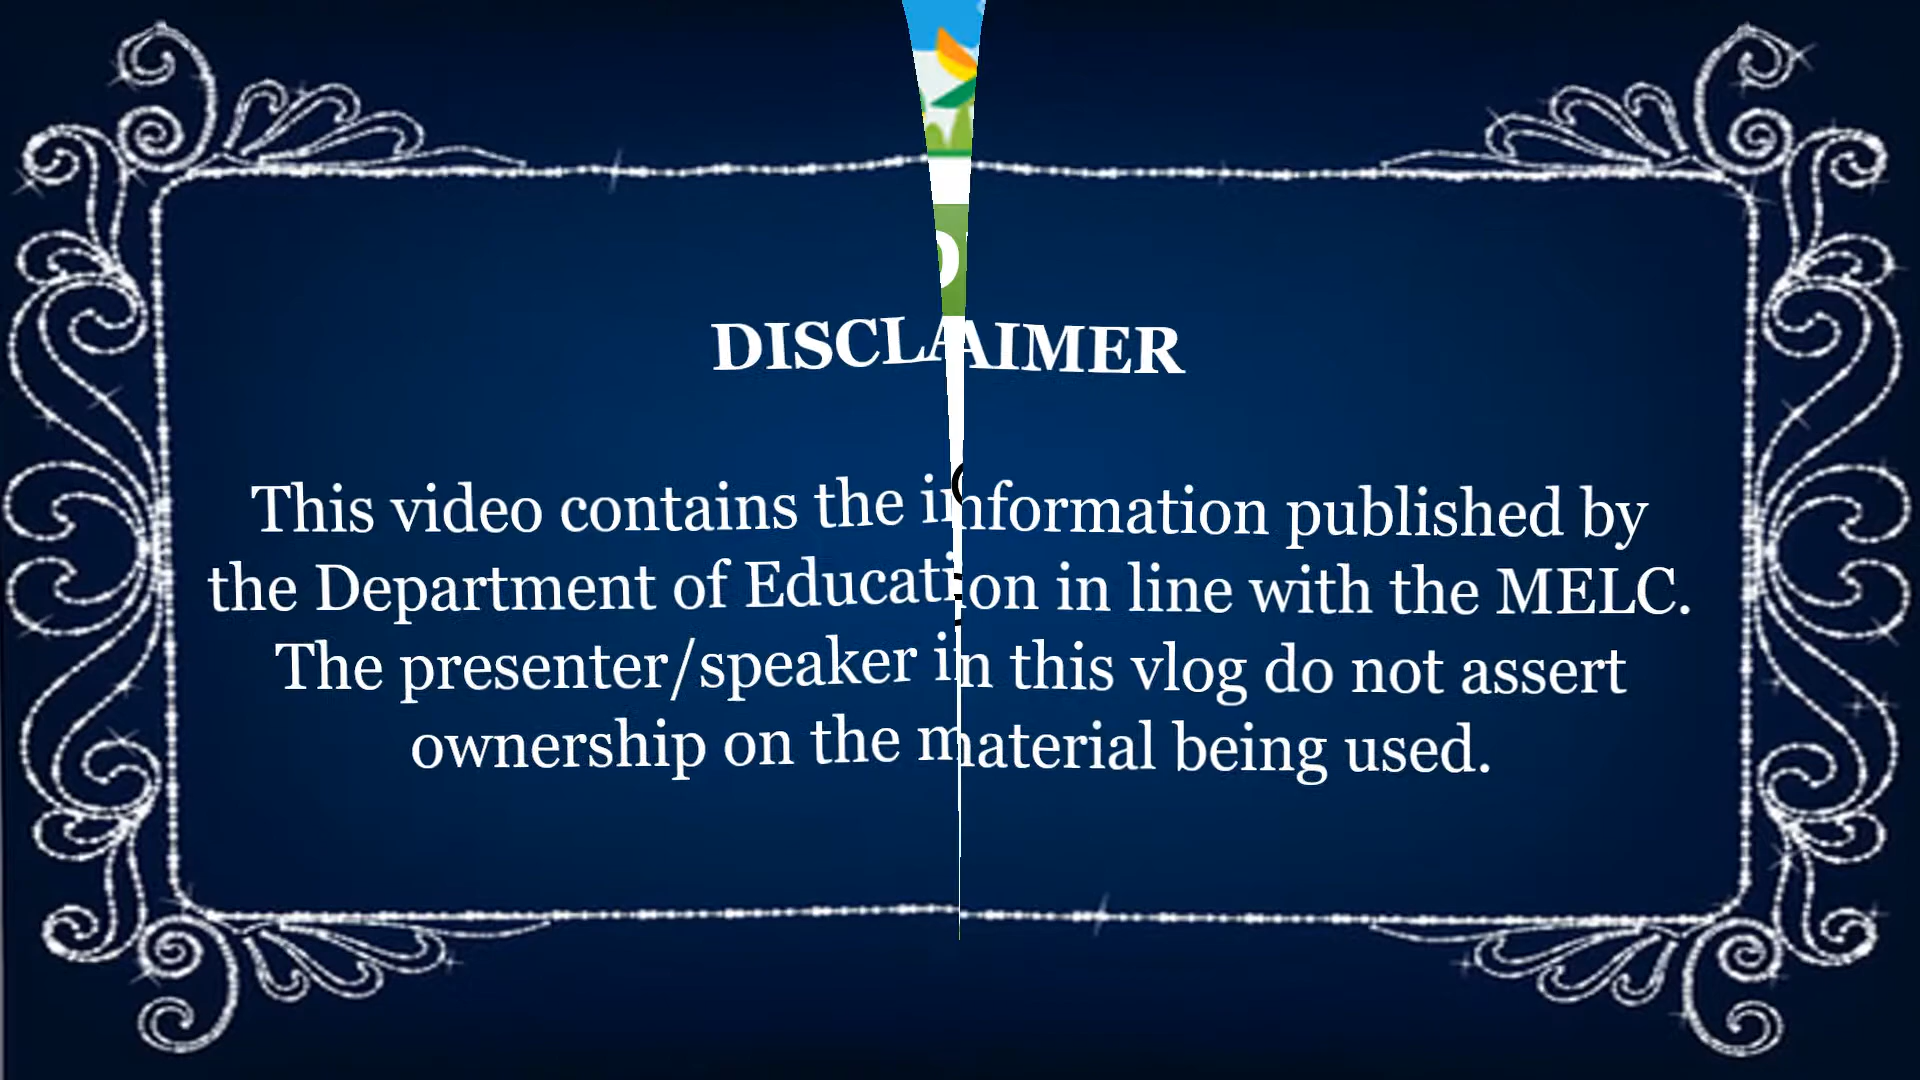 DISCLAIMER
This video contains the information published by
the Department of Education in line with the MELC.
The presenter/speaker in this vlog do not assert
ownership on the material being used.